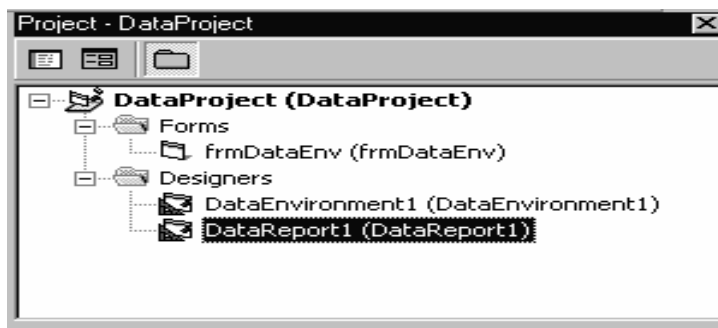 Project - DataProject
DataProject (DataProject)
Forms
frmDataEnv (frmDataEnv)
Designers
DataEnvironment1 (DataEnvironment1)
DataReport1 (DataReport1)